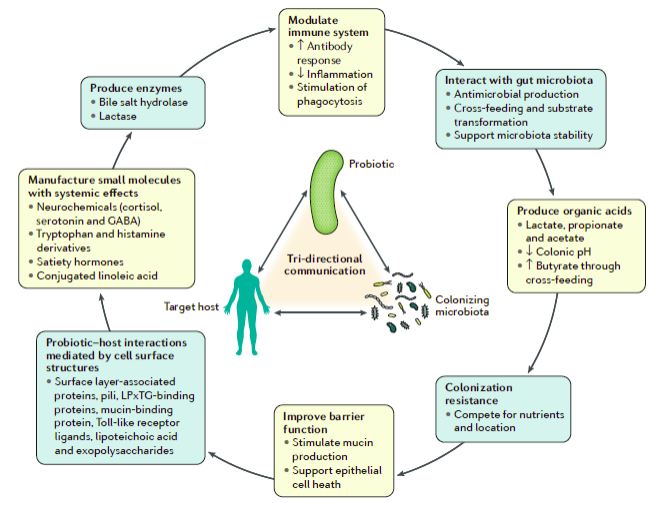 Modulate
immune system
• ↑ Antibody
response
• ↓ Inflammation
• Stimulation of
phagocytosis
Interact with gut microbiota
• Antimicrobial production
• Cross-feeding and substrate
transformation
• Support microbiota stability
Produce organic acids
• Lactate, propionate
and acetate
• ↓ Colonic pH
• ↑ Butyrate through
cross-feeding
Colonization
resistance
• Compete for nutrients
and location
Improve barrier
function
• Stimulate mucin
production
• Support epithelial
cell heath
Probiotic–host interactions
mediated by cell surface
structures
• Surface layer-associated
proteins, pili, LPxTG-binding
proteins, mucin-binding
protein, Toll-like receptor
ligands, lipoteichoic acid
and exopolysaccharides
Manufacture small molecules
with systemic effects
• Neurochemicals (cortisol,
serotonin and GABA)
• Tryptophan and histamine
derivatives
• Satiety hormones
• Conjugated linoleic acid
Produce enzymes
• Bile salt hydrolase
• Lactase
Probiotic
Tri-directional
communication
Target host
Colonizing
microbiota